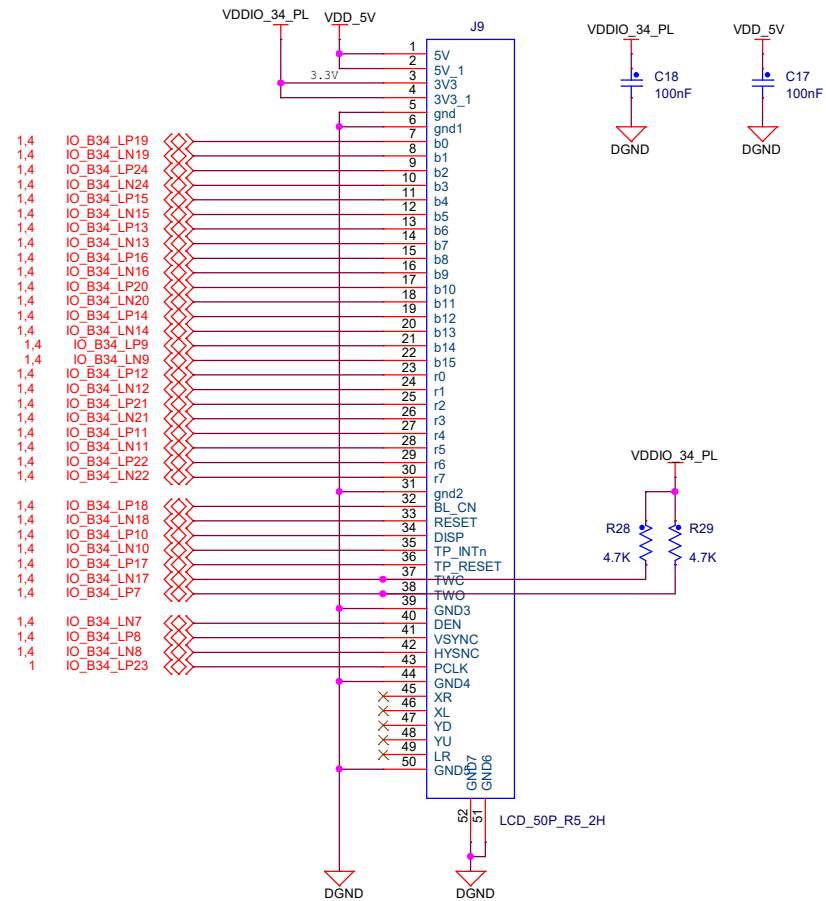 VDDIO_34_PL VDD_5V
J9
VDDIO_34_PL VDD_5V
3.3V
C18
100nF
C17
100nF
DGND DGND
1 5V
2 5V_1
3 3V3
4 3V3_1
5 gnd
6 gnd1
1,4 IO_B34_LP19 7 b0
1,4 IO_B34_LN19 8 b1
1,4 IO_B34_LP24 9 b2
1,4 IO_B34_LN24 10 b3
1,4 IO_B34_LP15 11 b4
1,4 IO_B34_LN15 12 b5
1,4 IO_B34_LP13 13 b6
1,4 IO_B34_LN13 14 b7
1,4 IO_B34_LP16 15 b8
1,4 IO_B34_LN16 16 b9
1,4 IO_B34_LP20 17 b10
1,4 IO_B34_LN20 18 b11
1,4 IO_B34_LP14 19 b12
1,4 IO_B34_LN14 20 b13
1,4 IO_B34_LP9 21 b14
1,4 IO_B34_LN9 22 b15
1,4 IO_B34_LP12 23 r0
1,4 IO_B34_LN12 24 r1
1,4 IO_B34_LP21 25 r2
1,4 IO_B34_LN21 26 r3
1,4 IO_B34_LP11 27 r4
1,4 IO_B34_LN11 28 r5
1,4 IO_B34_LP22 29 r6
1,4 IO_B34_LN22 30 r7
31 gnd2
1,4 IO_B34_LP18 32 BL_CN
1,4 IO_B34_LN18 33 RESET
1,4 IO_B34_LP10 34 DISP
1,4 IO_B34_LN10 35 TP_INTn
1,4 IO_B34_LP17 36 TP_RESET
1,4 IO_B34_LN17 37 TWC
1,4 IO_B34_LP7 38 TWO
39 GND3
1,4 IO_B34_LN7 40 DEN
1,4 IO_B34_LP8 41 VSYNC
1,4 IO_B34_LN8 42 HYSNC
1 IO_B34_LP23 43 PCLK
44 GND4
45 XR
46 XL
47 YD
48 YU
49 LR
50 GND5
GND7
GND6
52
51
LCD_50P_R5_2H
VDDIO_34_PL
R28 R29
4.7K 4.7K
DGND DGND